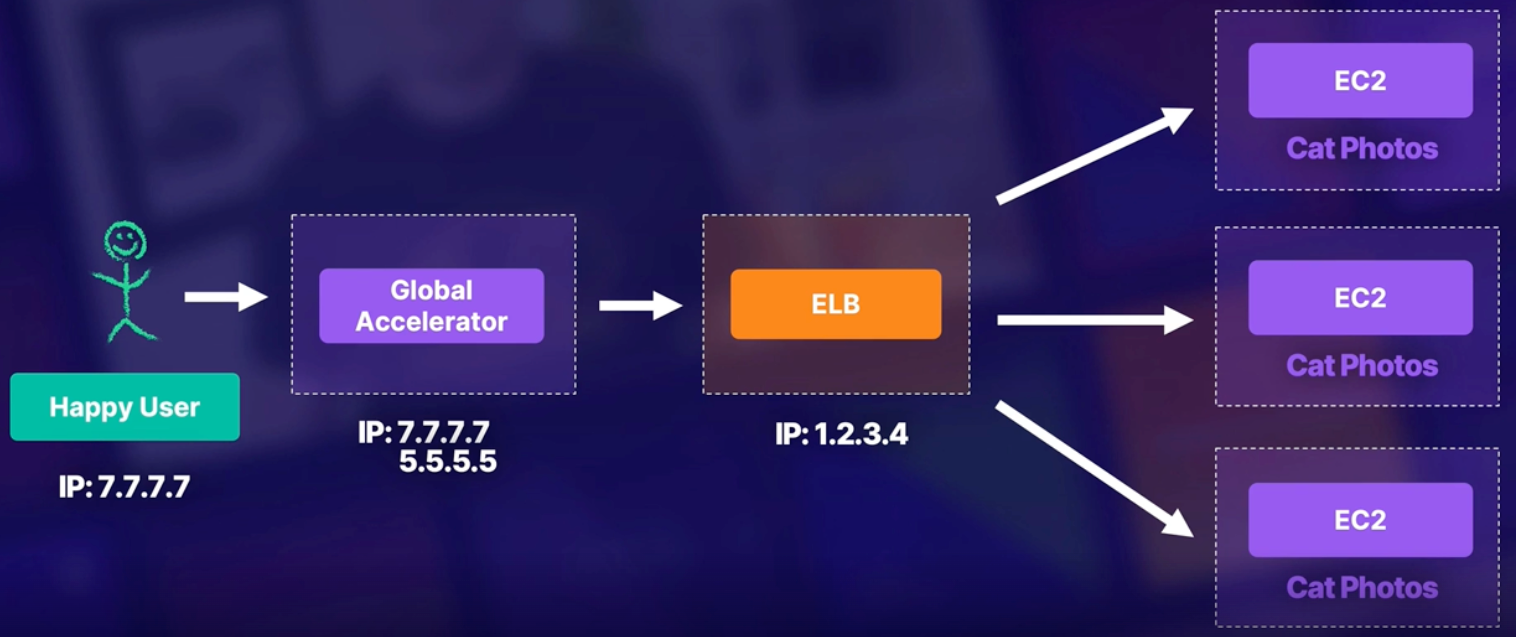 Happy User
IP: 7.7.7.7
Global
Accelerator
IP: 7.7.7.7
5.5.5.5
ELB
IP: 1.2.3.4
EC2
Cat Photos
EC2
Cat Photos
EC2
Cat Photos